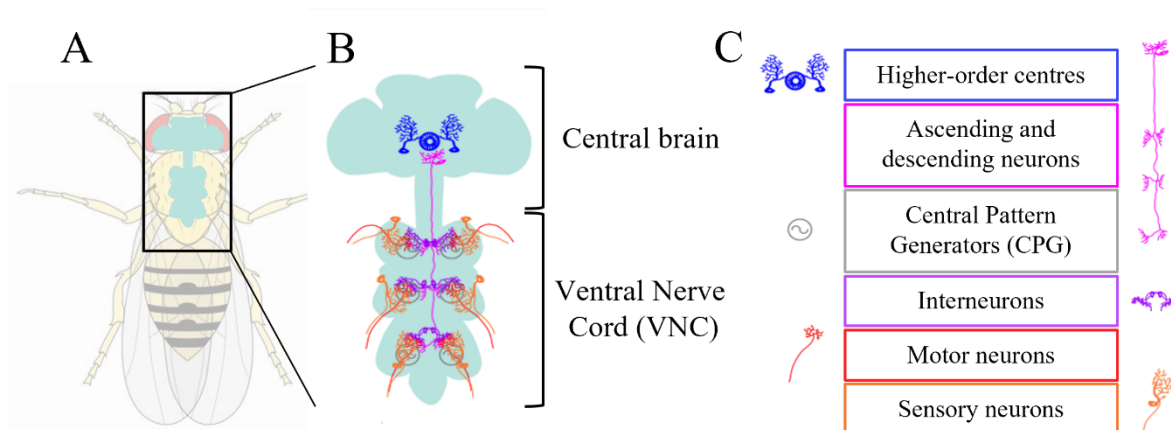 A
B
C
Central brain
Ventral Nerve
Cord (VNC)
Higher-order centres
Ascending and
descending neurons
Central Pattern
Generators (CPG)
Interneurons
Motor neurons
Sensory neurons